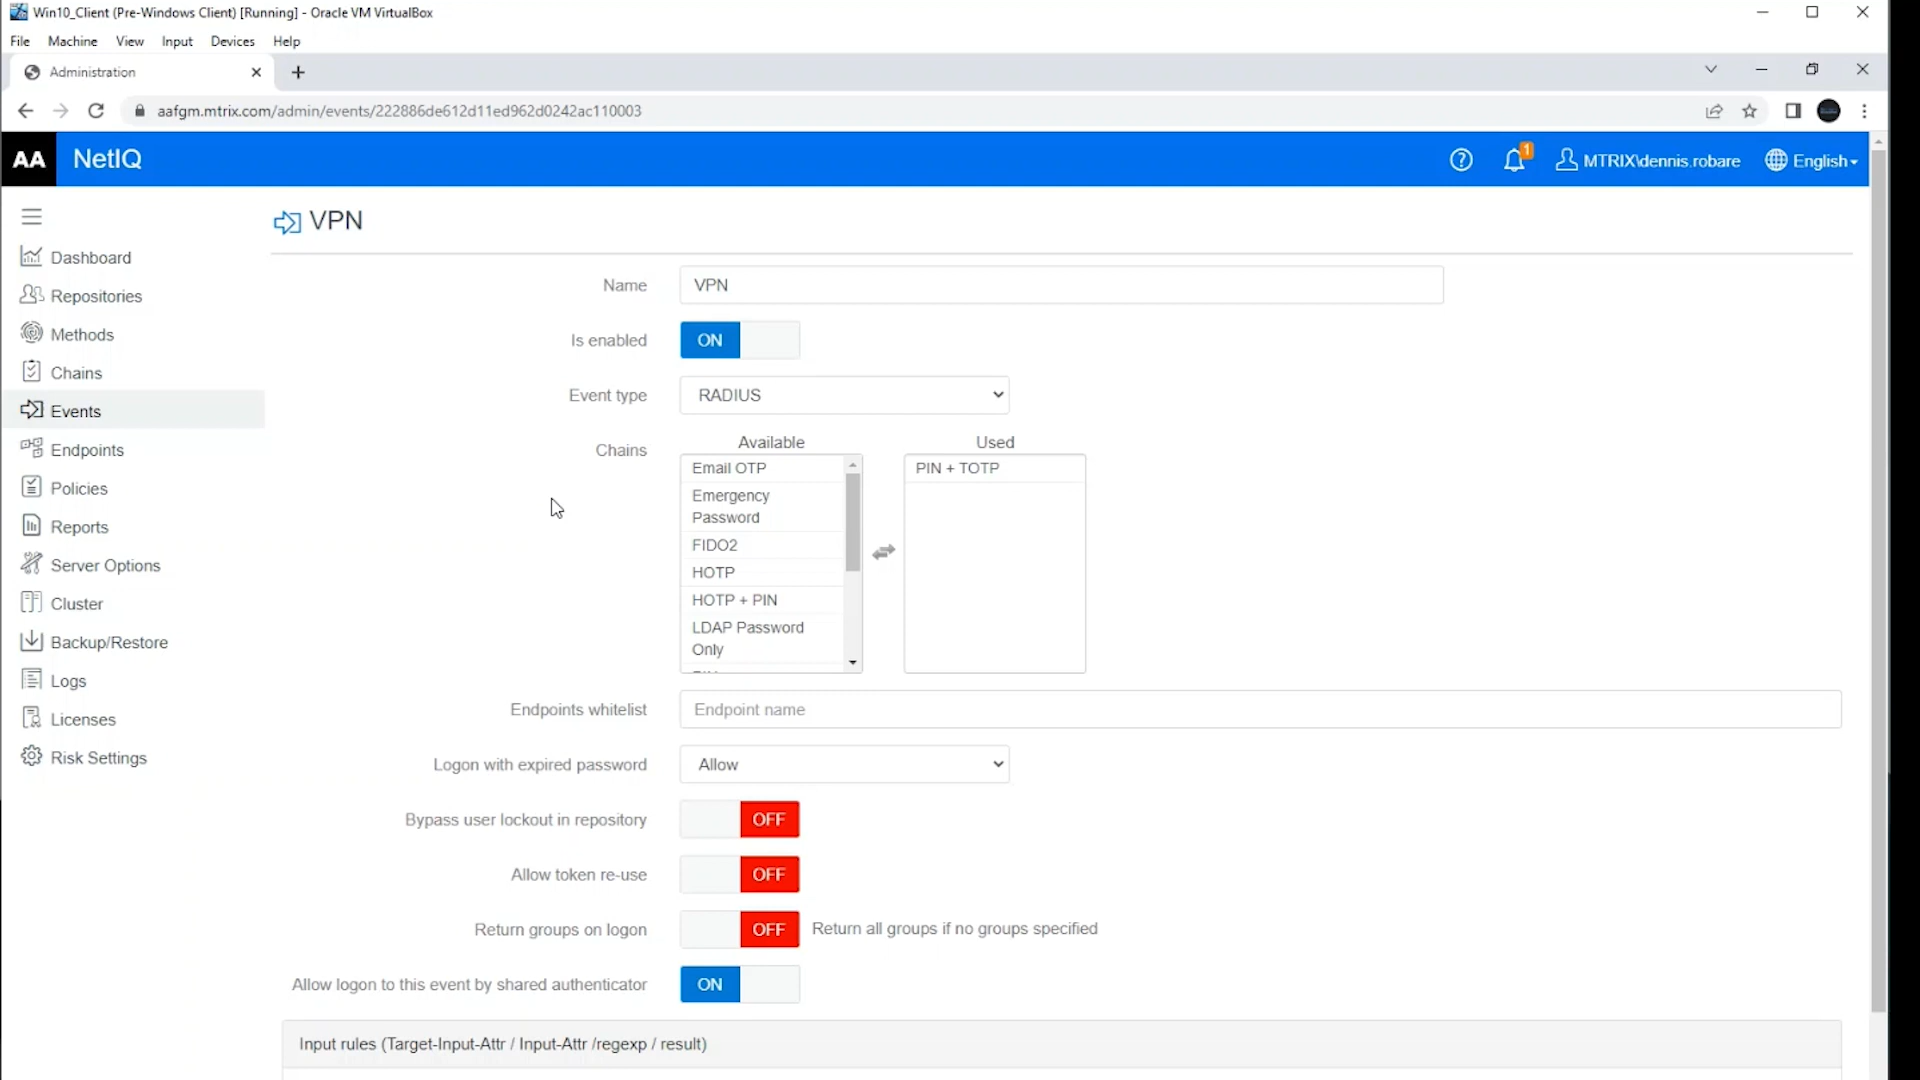 Win10_Client (Pre-Windows Client) [Running] - Oracle VM VirtualBox
File Machine View Input Devices Help
Administration
aafgm.mtrix.com/admin/events/222886de612d11ed962d0242ac110003
AA NetIQ
1
MTRIX\dennis.robare
English
Dashboard
Repositories
Methods
Chains
Events
Endpoints
Policies
Reports
Server Options
Cluster
Backup/Restore
Logs
Licenses
Risk Settings
VPN
Name VPN
Is enabled ON
Event type RADIUS
Chains
Available
Email OTP
Emergency
Password
FIDO2
HOTP
HOTP + PIN
LDAP Password
Only
Used
PIN + TOTP
Endpoints whitelist Endpoint name
Logon with expired password Allow
Bypass user lockout in repository OFF
Allow token re-use OFF
Return groups on logon OFF Return all groups if no groups specified
Allow logon to this event by shared authenticator ON
Input rules (Target-Input-Attr / Input-Attr /regexp / result)